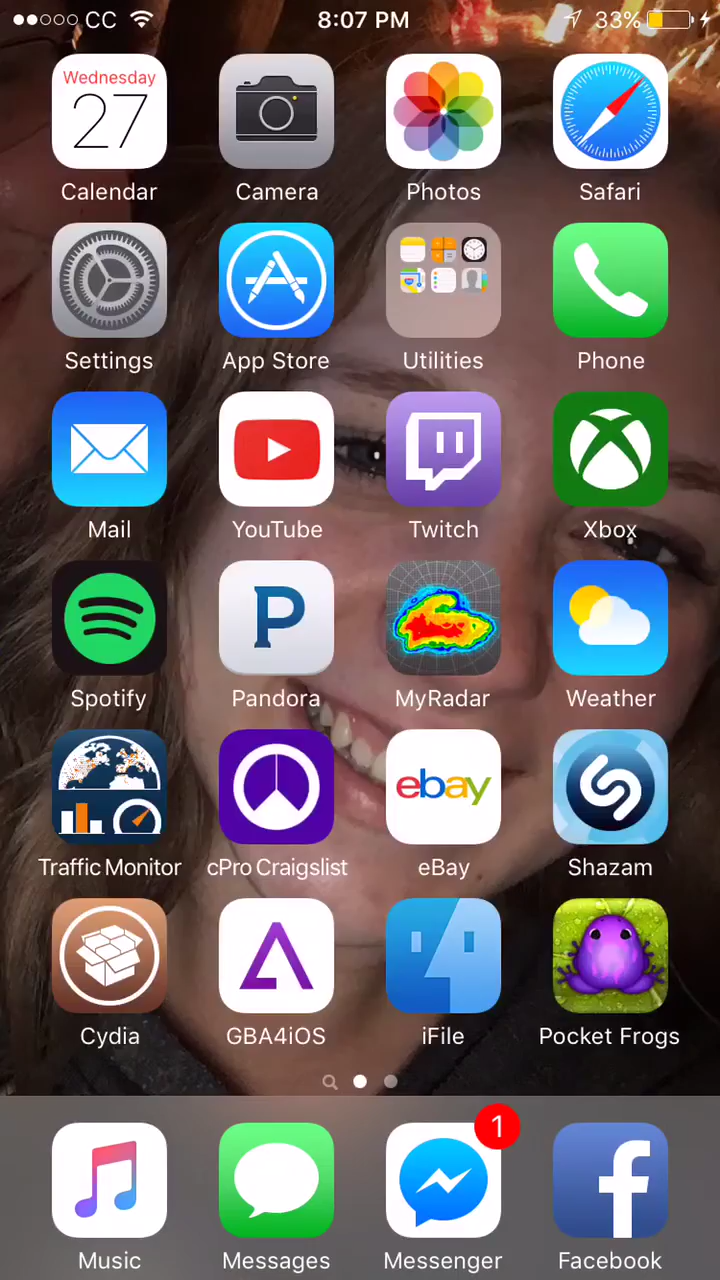 CC 8:07 PM 33%
Wednesday
27
Calendar Camera Photos Safari
Settings App Store Utilities Phone
Mail YouTube Twitch Xbox
P
Spotify Pandora MyRadar Weather
ebay
Traffic Monitor cPro Craigslist eBay Shazam
Cydia GBA4iOS iFile Pocket Frogs
1
f
Music Messages Messenger Facebook